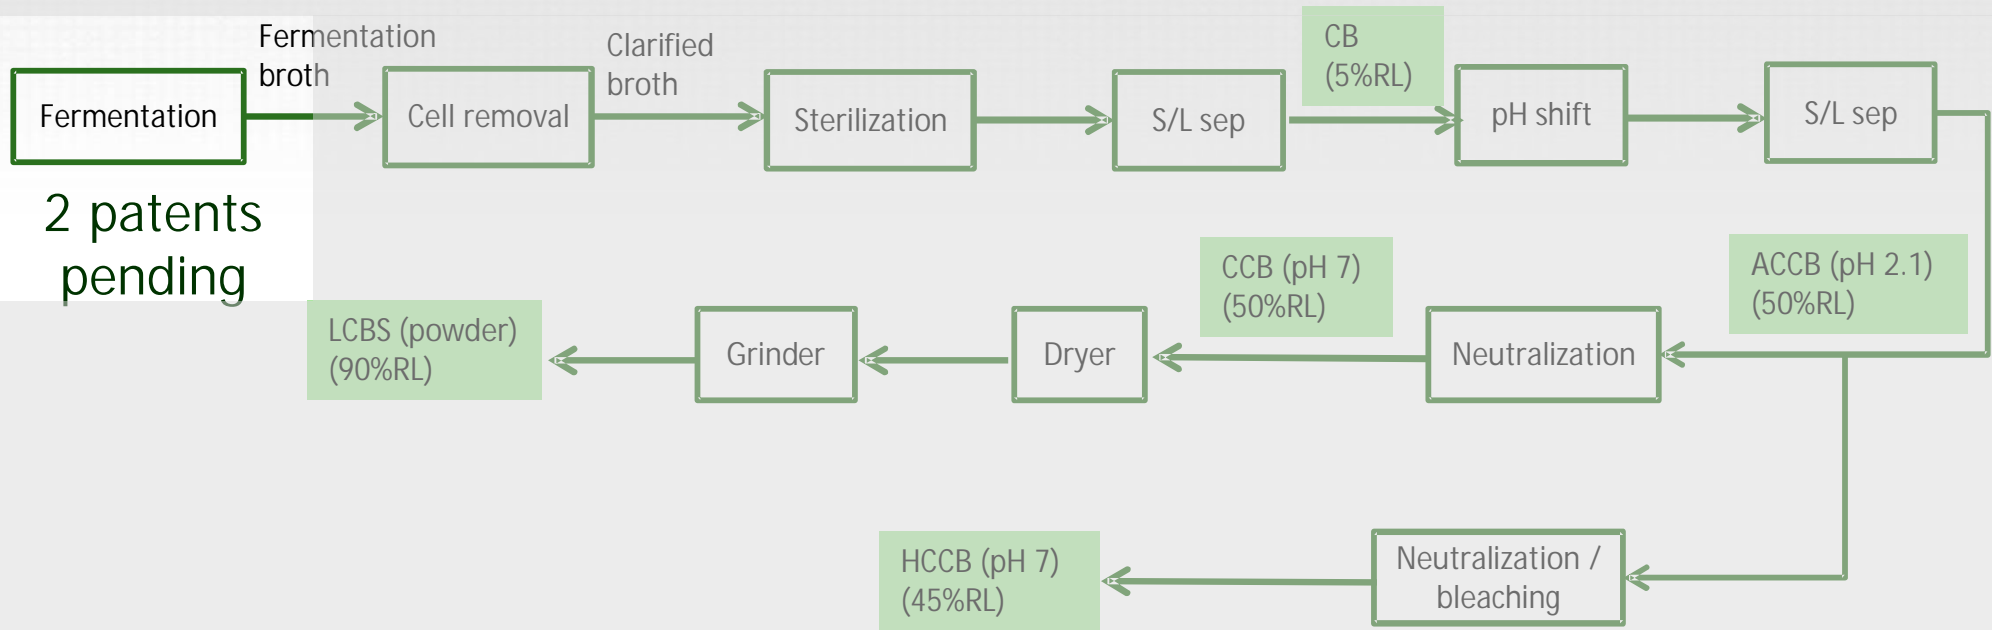 Fermentation
broth
Clarified
broth
CB
(5%RL)
Fermentation
Cell removal
Sterilization
S/L sep
pH shift
S/L sep
2 patents
pending
LCBS (powder)
(90%RL)
Grinder
Dryer
CCB (pH 7)
(50%RL)
Neutralization
ACCB (pH 2.1)
(50%RL)
HCCB (pH 7)
(45%RL)
Neutralization /
bleaching